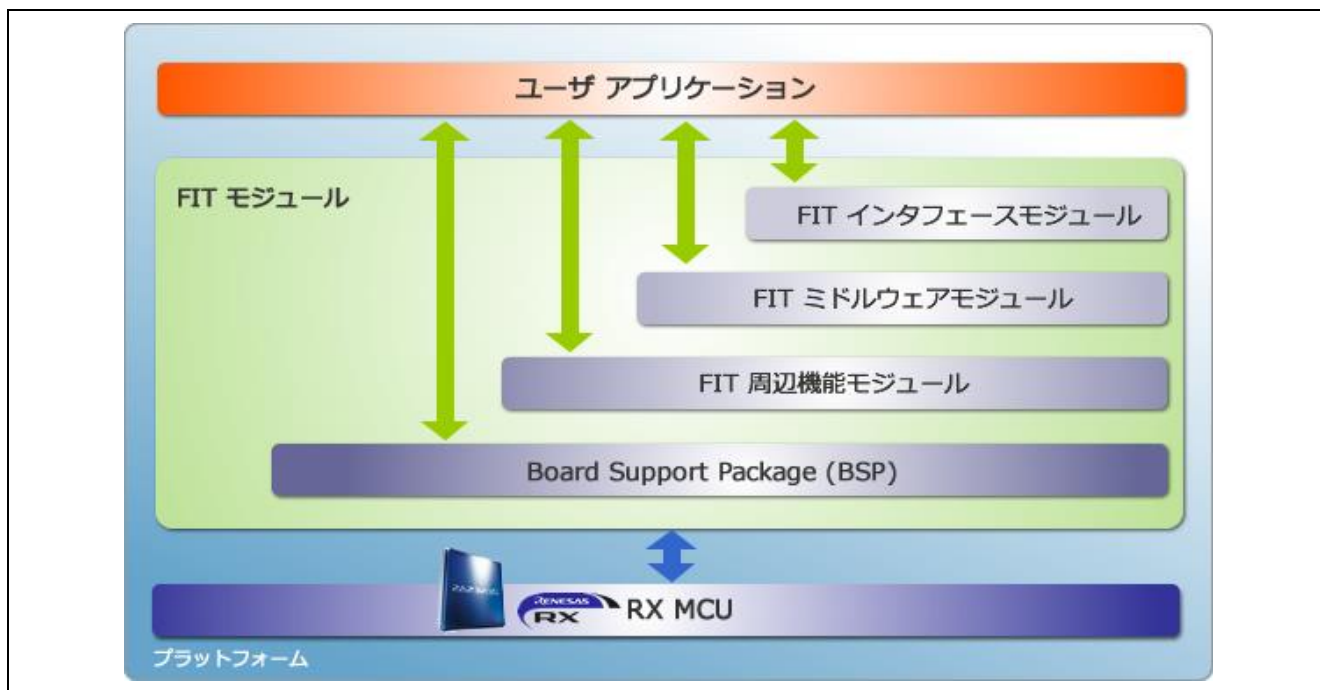 ユーザ アプリケーション
FIT モジュール
FIT インタフェースモジュール
FIT ミドルウェアモジュール
FIT 周辺機能モジュール
Board Support Package (BSP)
RENESAS
RX
RX MCU
プラットフォーム